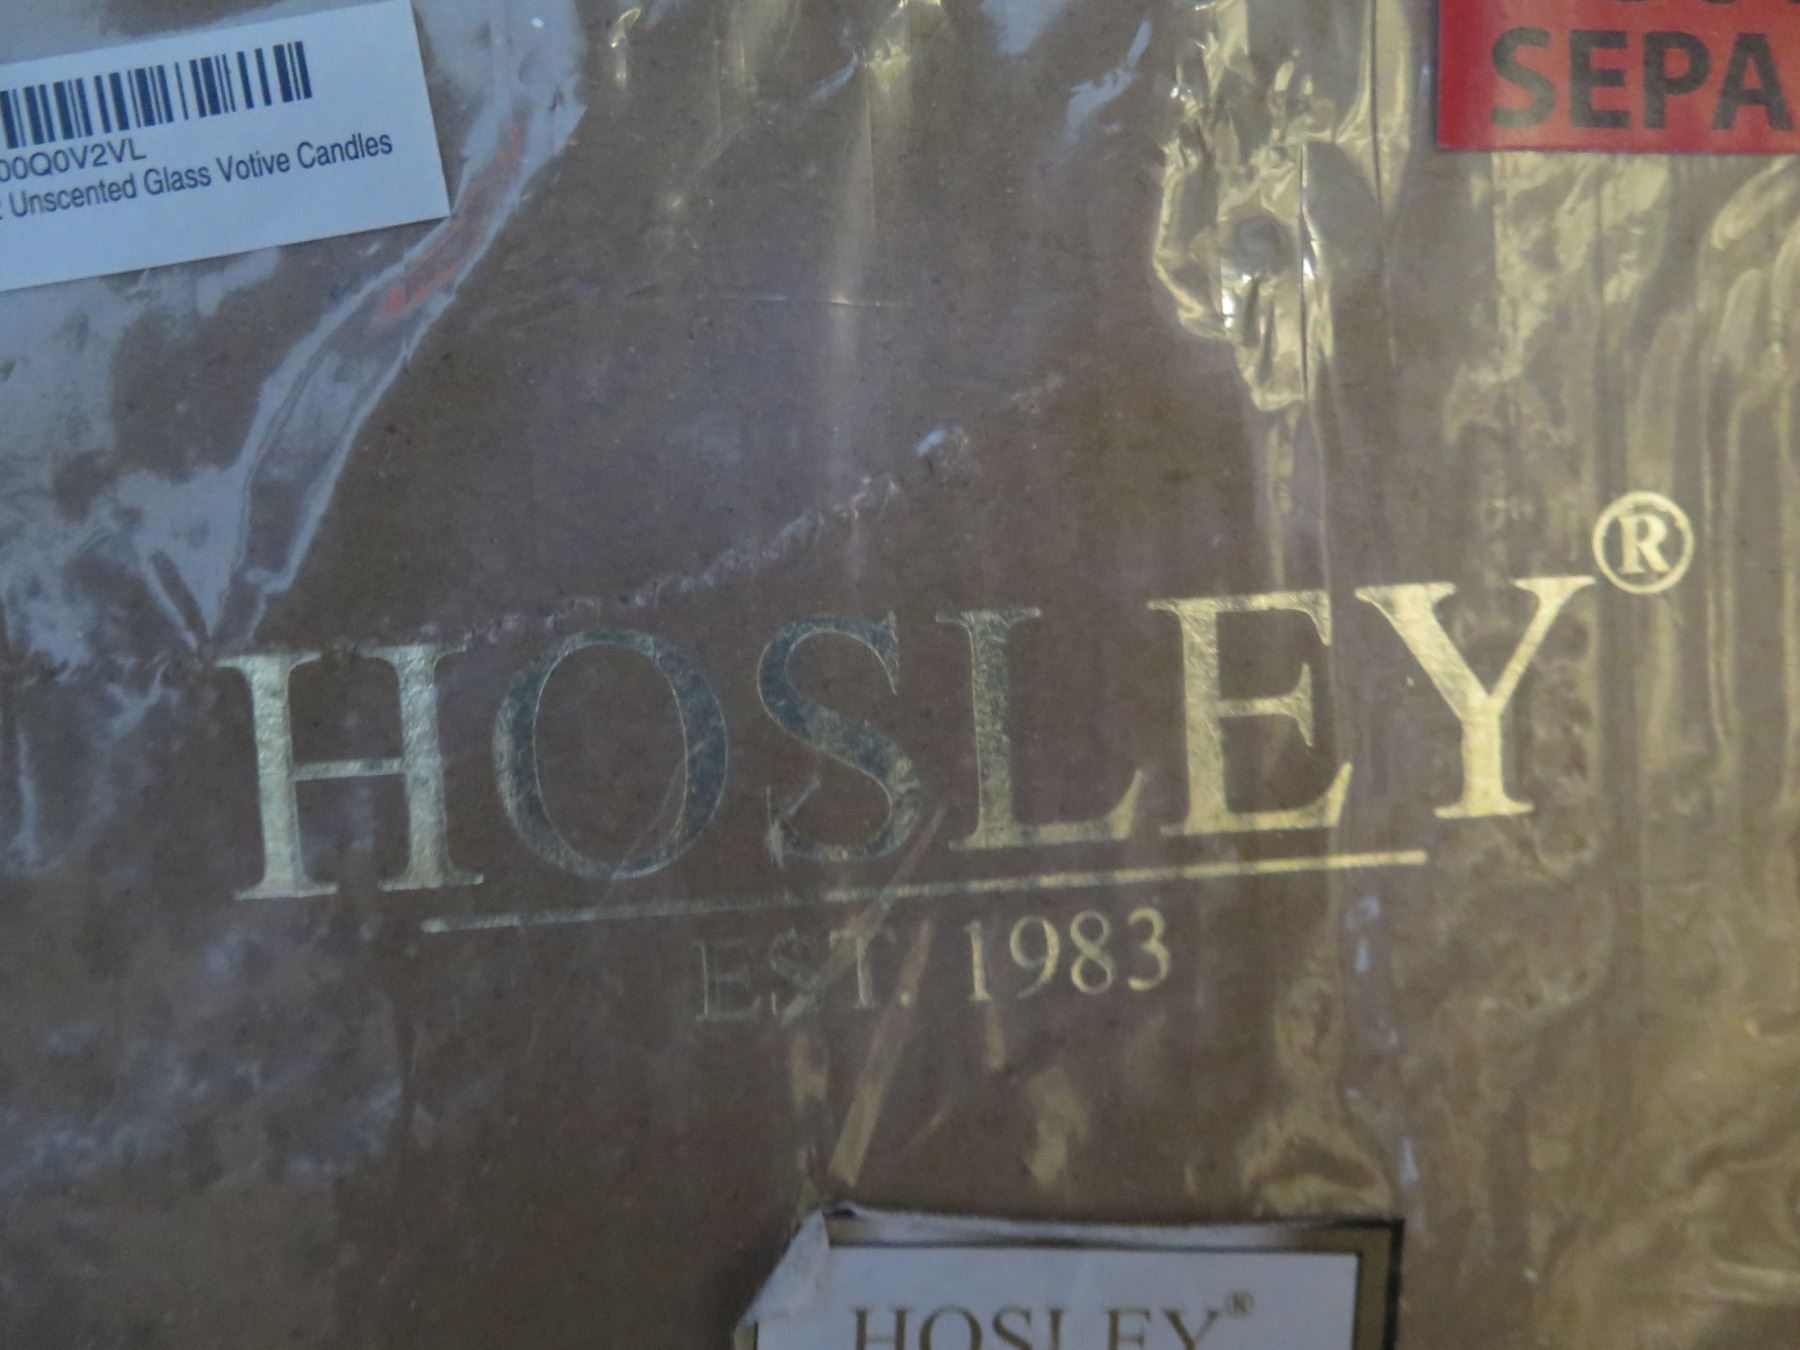 00Q0V2VL
Unscented Glass Votive Candles
SEPA
HOSLEY®
EST. 1983
HOSLEY®